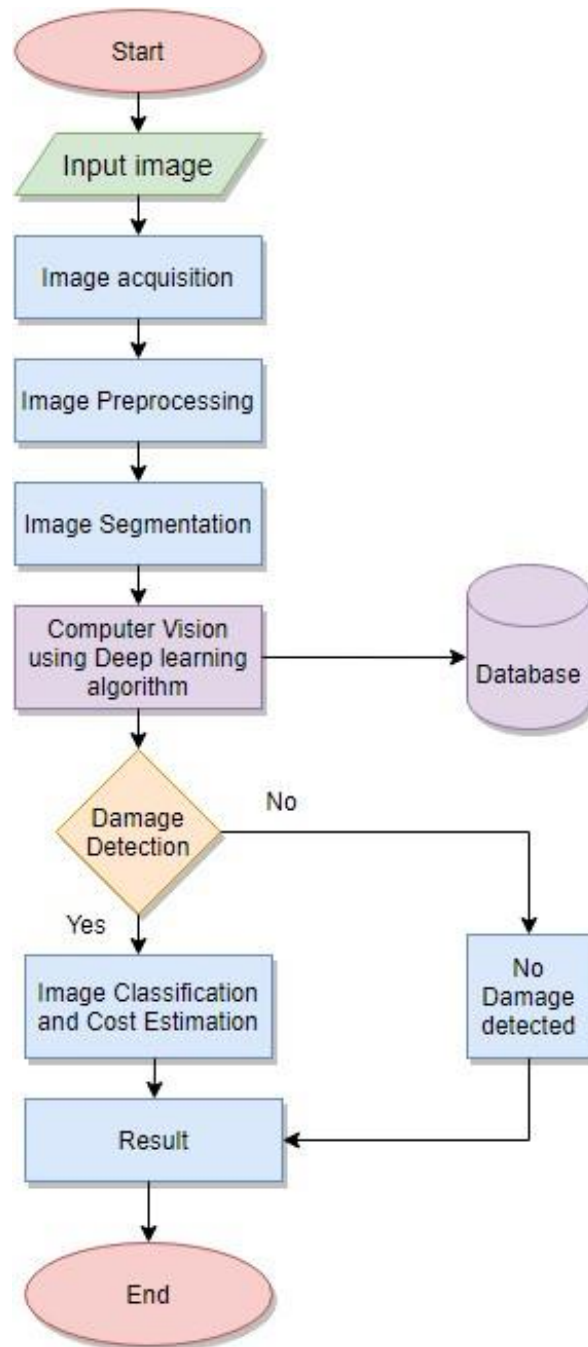 Start
Input image
Image acquisition
Image Preprocessing
Image Segmentation
Computer Vision
using Deep learning
algorithm
Database
Damage
Detection
No
Yes
Image Classification
and Cost Estimation
No
Damage
detected
Result
End